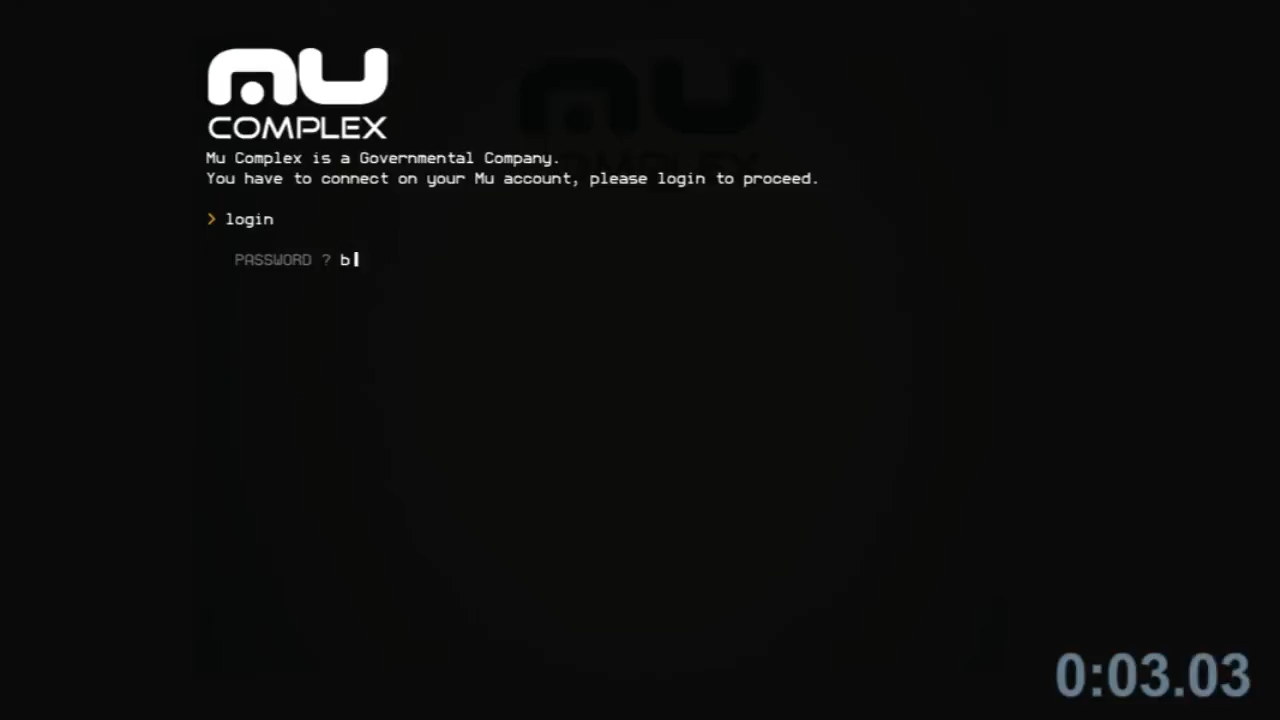 mu
COMPLEX
Mu Complex is a Governmental Company.
You have to connect on your Mu account, please login to proceed.
> login
PASSWORD ? b
0:03.03